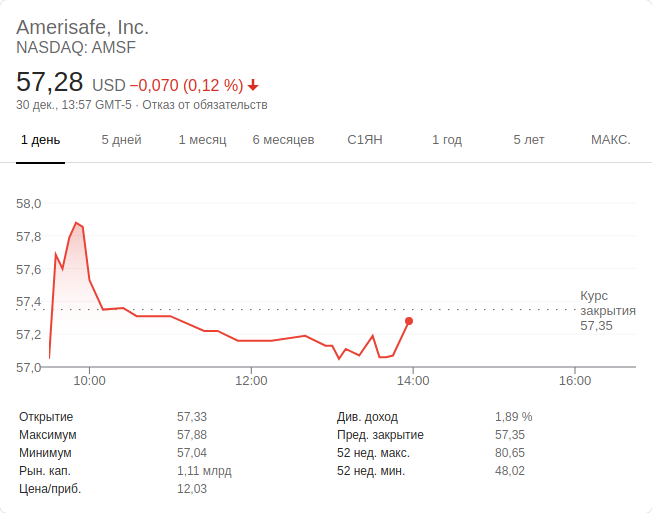 Amerisafe, Inc.
NASDAQ: AMSF
57,28 USD −0,070 (0,12 %)
30 дек., 13:57 GMT-5 · Отказ от обязательств
1 день 5 дней 1 месяц 6 месяцев С1ЯН 1 год 5 лет МАКС.
58,0
57,8
57,6
57,4
57,2
57,0
Курс
закрытия
57,35
10:00 12:00 14:00 16:00
Открытие 57,33 Див. доход 1,89 %
Максимум 57,88 Пред. закрытие 57,35
Минимум 57,04 52 нед. макс. 80,65
Рын. кап. 1,11 млрд 52 нед. мин. 48,02
Цена/приб. 12,03